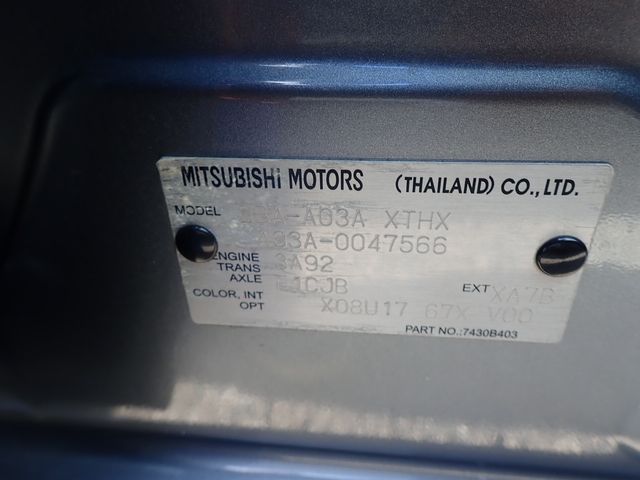 MITSUBISHI MOTORS (THAILAND) CO., LTD.
MODEL A03A XTHX
03A-0047566
ENGINE 3A92
TRANS
AXLE F1CJB EXT XA7B
COLOR, INT X08U17 67X V00
OPT
PART NO.:7430B403